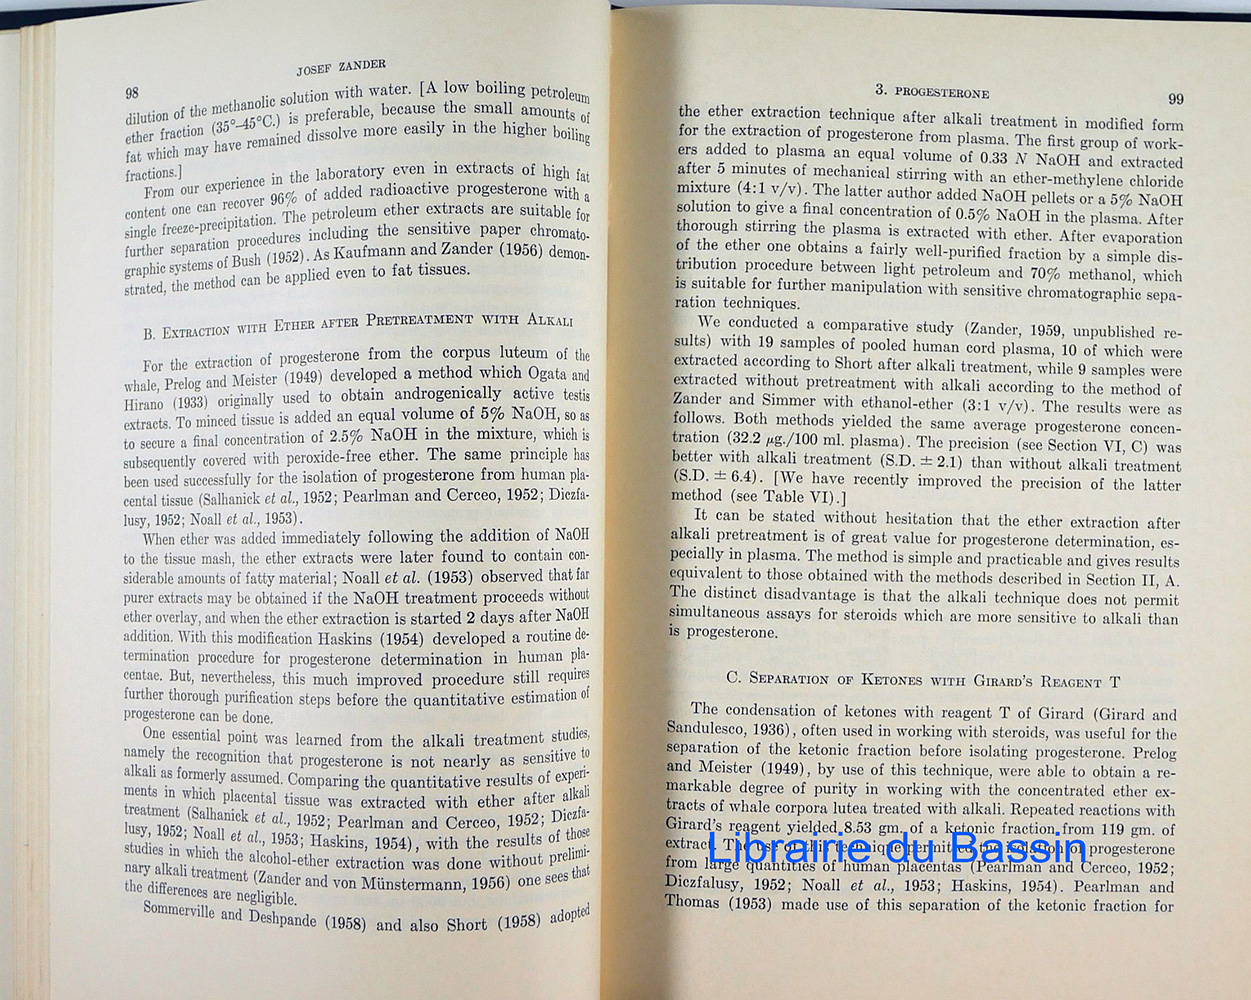 98
JOSEF ZANDER
dilution of the methanolic solution with water. [A low boiling petroleum
ether fraction (35°–45°C.) is preferable, because the small amounts of
fat which may have remained dissolve more easily in the higher boiling
fractions.]
From our experience in the laboratory even in extracts of high fat
content one can recover 96% of added radioactive progesterone with a
single freeze-precipitation. The petroleum ether extracts are suitable for
further separation procedures including the sensitive paper chromato-
graphic systems of Bush (1952). As Kaufmann and Zander (1956) demon-
strated, the method can be applied even to fat tissues.
B. Extraction with Ether after Pretreatment with Alkali
For the extraction of progesterone from the corpus luteum of the
whale, Prelog and Meister (1949) developed a method which Ogata and
Hirano (1933) originally used to obtain androgenically active testis
extracts. To minced tissue is added an equal volume of 5% NaOH, so as
to secure a final concentration of 2.5% NaOH in the mixture, which is
subsequently covered with peroxide-free ether. The same principle has
been used successfully for the isolation of progesterone from human pla-
cental tissue (Salhanick et al., 1952; Pearlman and Cerceo, 1952; Diczfa-
lusy, 1952; Noall et al., 1953).
When ether was added immediately following the addition of NaOH
to the tissue mash, the ether extracts were later found to contain con-
siderable amounts of fatty material; Noall et al. (1953) observed that far
purer extracts may be obtained if the NaOH treatment proceeds without
ether overlay, and when the ether extraction is started 2 days after NaOH
addition. With this modification Haskins (1954) developed a routine de-
termination procedure for progesterone determination in human pla-
centae. But, nevertheless, this much improved procedure still requires
further thorough purification steps before the quantitative estimation of
progesterone can be done.
One essential point was learned from the alkali treatment studies,
namely the recognition that progesterone is not nearly as sensitive to
alkali as formerly assumed. Comparing the quantitative results of experi-
ments in which placental tissue was extracted with ether after alkali
treatment (Salhanick et al., 1952; Pearlman and Cerceo, 1952; Diczfa-
lusy, 1952; Noall et al., 1953; Haskins, 1954), with the results of those
studies in which the alcohol-ether extraction was done without prelimi-
nary alkali treatment (Zander and von Münstermann, 1956) one sees that
the differences are negligible.
Sommerville and Deshpande (1958) and also Short (1958) adopted
3. PROGESTERONE
99
the ether extraction technique after alkali treatment in modified form
for the extraction of progesterone from plasma. The first group of work-
ers added to plasma an equal volume of 0.33 N NaOH and extracted
after 5 minutes of mechanical stirring with an ether-methylene chloride
mixture (4:1 v/v). The latter author added NaOH pellets or a 5% NaOH
solution to give a final concentration of 0.5% NaOH in the plasma. After
thorough stirring the plasma is extracted with ether. After evaporation
of the ether one obtains a fairly well-purified fraction by a simple dis-
tribution procedure between light petroleum and 70% methanol, which
is suitable for further manipulation with sensitive chromatographic sepa-
ration techniques.
We conducted a comparative study (Zander, 1959, unpublished re-
sults) with 19 samples of pooled human cord plasma, 10 of which were
extracted according to Short after alkali treatment, while 9 samples were
extracted without pretreatment with alkali according to the method of
Zander and Simmer with ethanol-ether (3:1 v/v). The results were as
follows. Both methods yielded the same average progesterone concen-
tration (32.2 μg./100 ml. plasma). The precision (see Section VI, C) was
better with alkali treatment (S.D. ± 2.1) than without alkali treatment
(S.D. ± 6.4). [We have recently improved the precision of the latter
method (see Table VI).]
It can be stated without hesitation that the ether extraction after
alkali pretreatment is of great value for progesterone determination, es-
pecially in plasma. The method is simple and practicable and gives results
equivalent to those obtained with the methods described in Section II, A.
The distinct disadvantage is that the alkali technique does not permit
simultaneous assays for steroids which are more sensitive to alkali than
is progesterone.
C. Separation of Ketones with Girard's Reagent T
The condensation of ketones with reagent T of Girard (Girard and
Sandulesco, 1936), often used in working with steroids, was useful for the
separation of the ketonic fraction before isolating progesterone. Prelog
and Meister (1949), by use of this technique, were able to obtain a re-
markable degree of purity in working with the concentrated ether ex-
tracts of whale corpora lutea treated with alkali. Repeated reactions with
Girard's reagent yielded 8.53 gm. of a ketonic fraction from 119 gm. of
extract. The use of this technique permitted the isolation of progesterone
from large quantities of human placentas (Pearlman and Cerceo, 1952;
Diczfalusy, 1952; Noall et al., 1953; Haskins, 1954). Pearlman and
Thomas (1953) made use of this separation of the ketonic fraction for
Librairie du Bassin